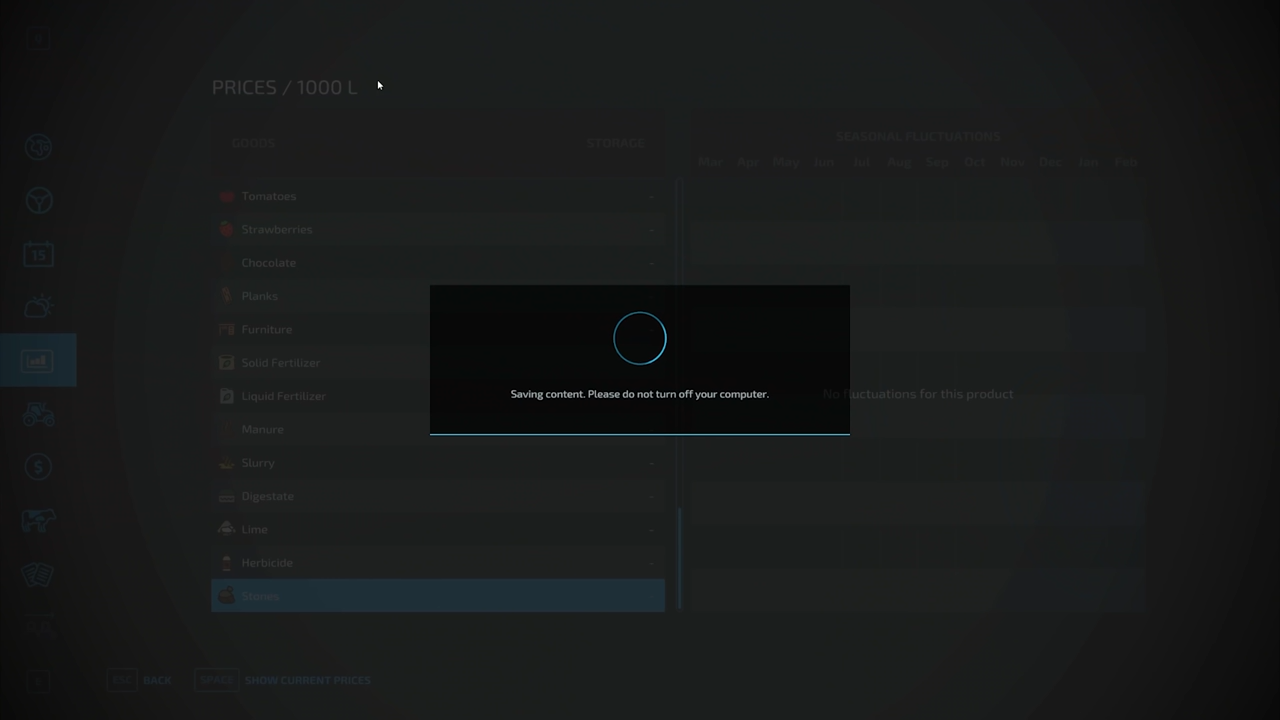 PRICES / 1000 L
GOODS STORAGE
SEASONAL FLUCTUATIONS
Mar Apr May Jun Jul Aug Sep Oct Nov Dec Jan Feb
Tomatoes -
Strawberries -
Chocolate -
Planks -
Furniture
Solid Fertilizer
Liquid Fertilizer
Manure -
Slurry -
Digestate -
Lime -
Herbicide -
Stones
15
Saving content. Please do not turn off your computer.
No fluctuations for this product
ESC BACK SPACE SHOW CURRENT PRICES